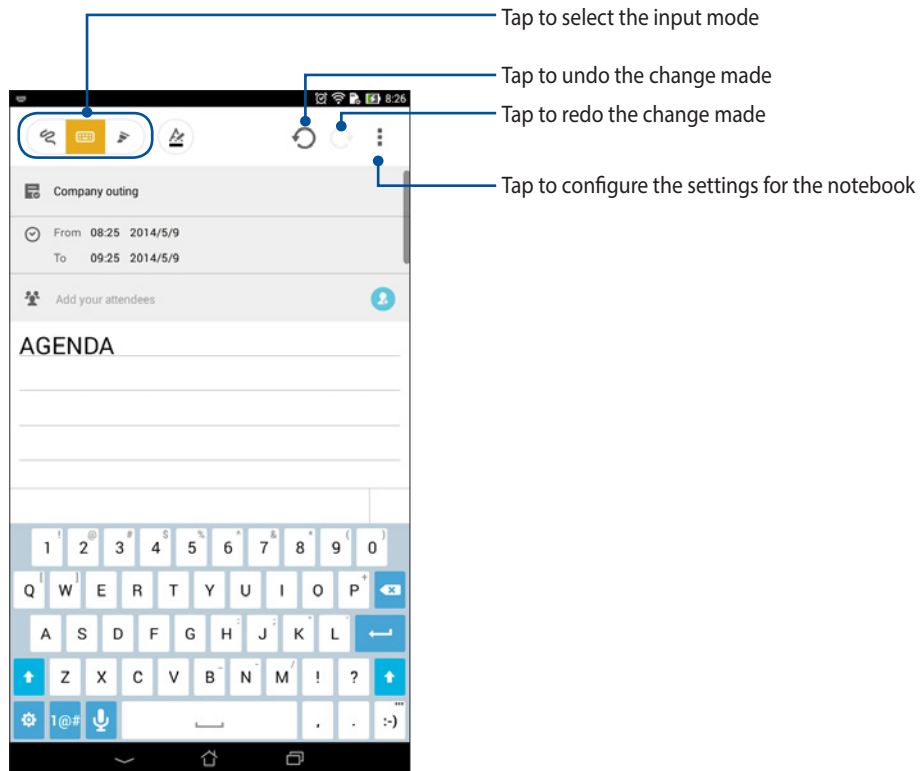 Tap to select the input mode
Tap to undo the change made
Tap to redo the change made
Tap to configure the settings for the notebook
8:26
Company outing
From 08:25 2014/5/9
To 09:25 2014/5/9
Add your attendees
AGENDA
1 ! 2 @ 3 # 4 $ 5 % 6 ^ 7 & 8 * 9 ( 0 )
Q [ W ] E R T Y U I O P +
A S D F G H : J ; K " L '
Z X C V B _ N - M / ! ?
1@# , . :-)